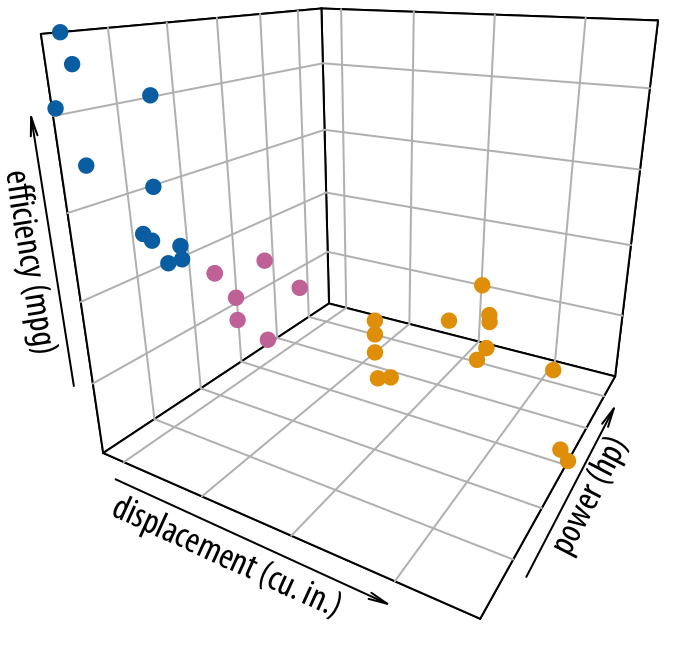 efficiency (mpg)
displacement (cu. in.)
power (hp)